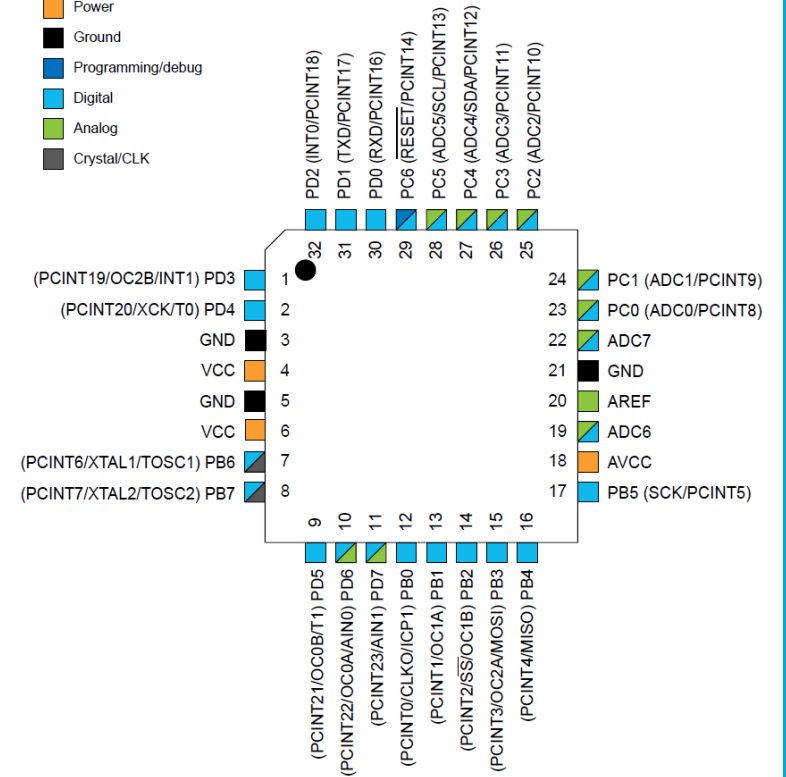 Power
Ground
Programming/debug
Digital
Analog
Crystal/CLK
PD2 (INT0/PCINT18)
PD1 (TXD/PCINT17)
PD0 (RXD/PCINT16)
PC6 (RESET/PCINT14)
PC5 (ADC5/SCL/PCINT13)
PC4 (ADC4/SDA/PCINT12)
PC3 (ADC3/PCINT11)
PC2 (ADC2/PCINT10)
32
31
30
29
28
27
26
25
(PCINT19/OC2B/INT1) PD3
1
(PCINT20/XCK/T0) PD4
2
GND
3
VCC
4
GND
5
VCC
6
(PCINT6/XTAL1/TOSC1) PB6
7
(PCINT7/XTAL2/TOSC2) PB7
8
24
PC1 (ADC1/PCINT9)
23
PC0 (ADC0/PCINT8)
22
ADC7
21
GND
20
AREF
19
ADC6
18
AVCC
17
PB5 (SCK/PCINT5)
9
10
11
12
13
14
15
16
(PCINT21/OC0B/T1) PD5
(PCINT22/OC0A/AIN0) PD6
(PCINT23/AIN1) PD7
(PCINT0/CLKO/ICP1) PB0
(PCINT1/OC1A) PB1
(PCINT2/SS/OC1B) PB2
(PCINT3/OC2A/MOSI) PB3
(PCINT4/MISO) PB4